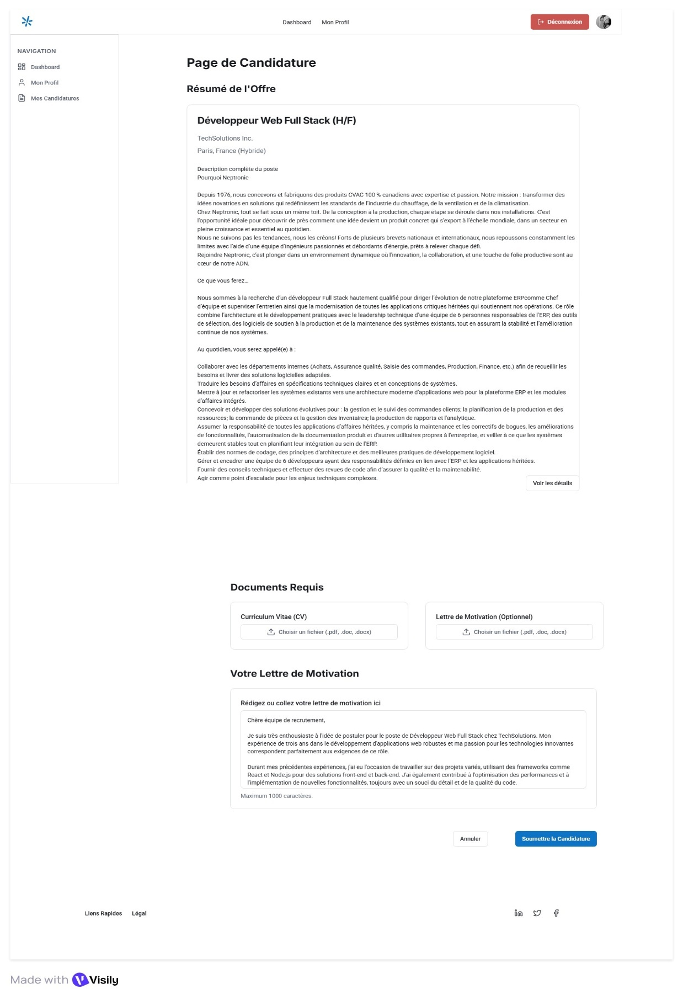 Dashboard Mon Profil
Déconnexion
NAVIGATION
Dashboard
Mon Profil
Mes Candidatures
Page de Candidature
Résumé de l'Offre
Développeur Web Full Stack (H/F)
TechSolutions Inc.
Paris, France (Hybride)
Description complète du poste
Pourquoi Neptronic
Depuis 1976, nous concevons et fabriquons des produits CVAC 100 % canadiens avec expertise et passion. Notre mission : transformer des
idées novatrices en solutions qui redéfinissent les standards de l’industrie du chauffage, de la ventilation et de la climatisation.
Chez Neptronic, tout se fait sous un même toit. De la conception à la production, chaque étape se déroule dans nos installations. C’est
l’opportunité idéale pour découvrir de près comment une idée devient un produit concret qui s’export à l’échelle mondiale, dans un secteur en
pleine croissance et essentiel au quotidien.
Nous ne suivons pas les tendances, nous les créons! Forts de plusieurs brevets nationaux et internationaux, nous repoussons constamment les
limites avec l’aide d’une équipe d’ingénieurs passionnés et débordants d’énergie, prêts à relever chaque défi.
Rejoindre Neptronic, c’est plonger dans un environnement dynamique où l’innovation, la collaboration, et une touche de folie productive sont au
cœur de notre ADN.
Ce que vous ferez…
Nous sommes à la recherche d’un développeur Full Stack hautement qualifié pour diriger l’évolution de notre plateforme ERPcomme Chef
d’équipe et superviser l’entretien ainsi que la modernisation de toutes les applications critiques héritées qui soutiennent nos opérations. Ce rôle
combine l’architecture et le développement pratiques avec le leadership technique d’une équipe de 6 personnes responsables de l’ERP, des outils
de sélection, des logiciels de soutien à la production et de la maintenance des systèmes existants, tout en assurant la stabilité et l’amélioration
continue de nos systèmes.
Au quotidien, vous serez appelé(e) à :
Collaborer avec les départements internes (Achats, Assurance qualité, Saisie des commandes, Production, Finance, etc.) afin de recueillir les
besoins et livrer des solutions logicielles adaptées.
Traduire les besoins d’affaires en spécifications techniques claires et en conceptions de systèmes.
Mettre à jour et refactoriser les systèmes existants vers une architecture moderne d’applications web pour la plateforme ERP et les modules
d’affaires intégrés.
Concevoir et développer des solutions évolutives pour : la gestion et le suivi des commandes clients; la planification de la production et des
ressources; la commande de pièces et la gestion des inventaires; la production de rapports et l’analytique.
Assumer la responsabilité de toutes les applications d’affaires héritées, y compris la maintenance et les correctifs de bogues, les améliorations
de fonctionnalités, l’automatisation de la documentation produit et d’autres utilitaires propres à l’entreprise, et veiller à ce que les systèmes
demeurent stables tout en planifiant leur intégration au sein de l’ERP.
Établir des normes de codage, des principes d’architecture et des meilleures pratiques de développement logiciel.
Gérer et encadrer une équipe de 6 développeurs ayant des responsabilités définies en lien avec l’ERP et les applications héritées.
Fournir des conseils techniques et effectuer des revues de code afin d’assurer la qualité et la maintenabilité.
Agir comme point d’escalade pour les enjeux techniques complexes.
Voir les détails
Documents Requis
Curriculum Vitae (CV)
Choisir un fichier (.pdf, .doc, .docx)
Lettre de Motivation (Optionnel)
Choisir un fichier (.pdf, .doc, .docx)
Votre Lettre de Motivation
Rédigez ou collez votre lettre de motivation ici
Chère équipe de recrutement,
Je suis très enthousiaste à l'idée de postuler pour le poste de Développeur Web Full Stack chez TechSolutions. Mon
expérience de trois ans dans le développement d'applications web robustes et ma passion pour les technologies innovantes
correspondent parfaitement aux exigences de ce rôle.
Durant mes précédentes expériences, j'ai eu l'occasion de travailler sur des projets variés, utilisant des frameworks comme
React et Node.js pour des solutions front-end et back-end. J'ai également contribué à l'optimisation des performances et à
l'implémentation de nouvelles fonctionnalités, toujours avec un souci du détail et de la qualité du code.
Maximum 1000 caractères.
Annuler
Soumettre la Candidature
Liens Rapides Légal
Made with Visily